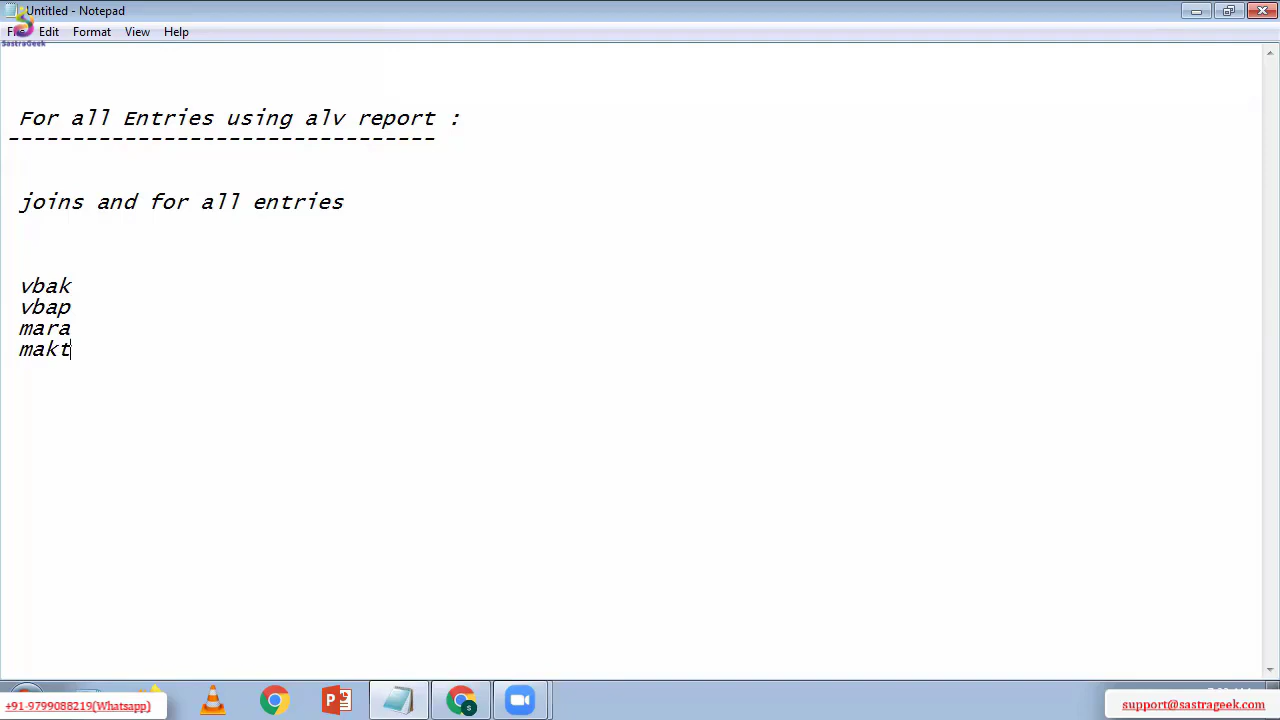 Untitled - Notepad
File Edit Format View Help
SastraGeek
For all Entries using alv report :
----------------------------------
joins and for all entries
vbak
vbap
mara
makt
+91-9799088219(Whatsapp)
support@sastrageek.com